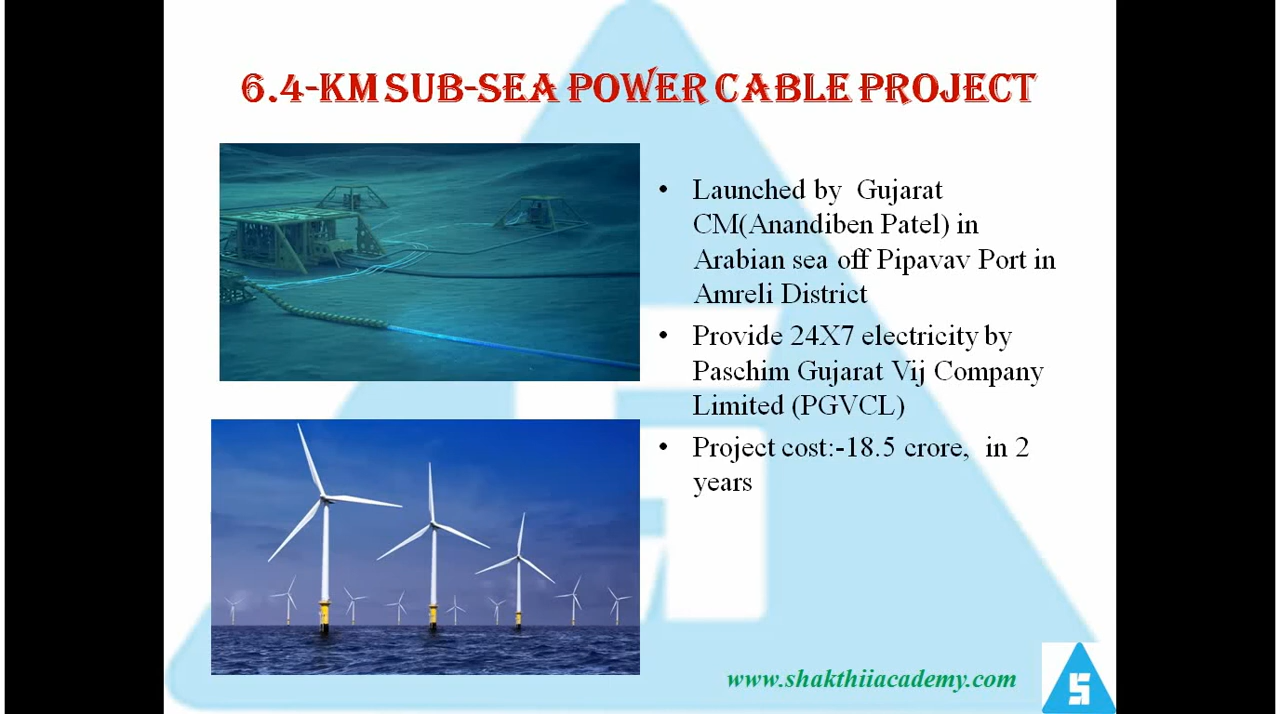 6.4-KM SUB-SEA POWER CABLE PROJECT
• Launched by Gujarat
CM(Anandiben Patel) in
Arabian sea off Pipavav Port in
Amreli District
• Provide 24X7 electricity by
Paschim Gujarat Vij Company
Limited (PGVCL)
• Project cost:-18.5 crore, in 2
years
www.shakthiiacademy.com
S